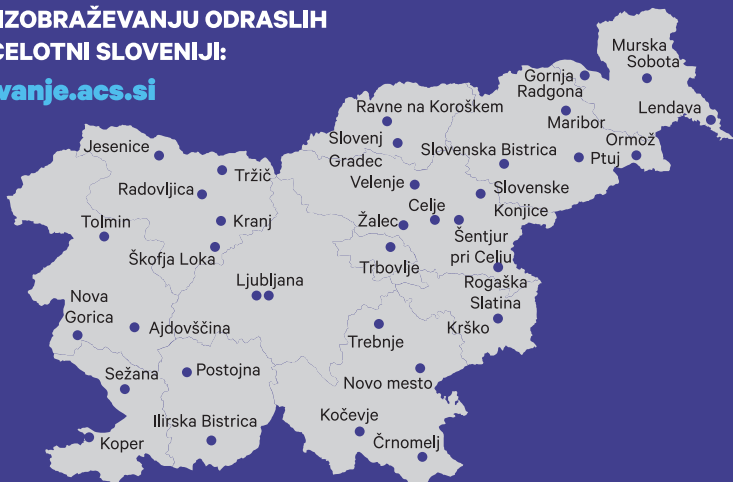 IZOBRAŽEVANJU ODRASLIH
CELOTNI SLOVENIJI:
vanje.acs.si
Murska
Sobota
Gornja
Radgona
Lendava
Ravne na Koroškem
Maribor
Slovenj
Gradec
Ormož
Jesenice
Slovenska Bistrica
Ptuj
Tržič
Radovljica
Velenje
Slovenske
Konjice
Celje
Tolmin
Kranj
Žalec
Šentjur
pri Celju
Škofja Loka
Trbovlje
Ljubljana
Rogaška
Slatina
Nova
Gorica
Ajdovščina
Krško
Trebnje
Sežana
Postojna
Novo mesto
Ilirska Bistrica
Kočevje
Koper
Črnomelj